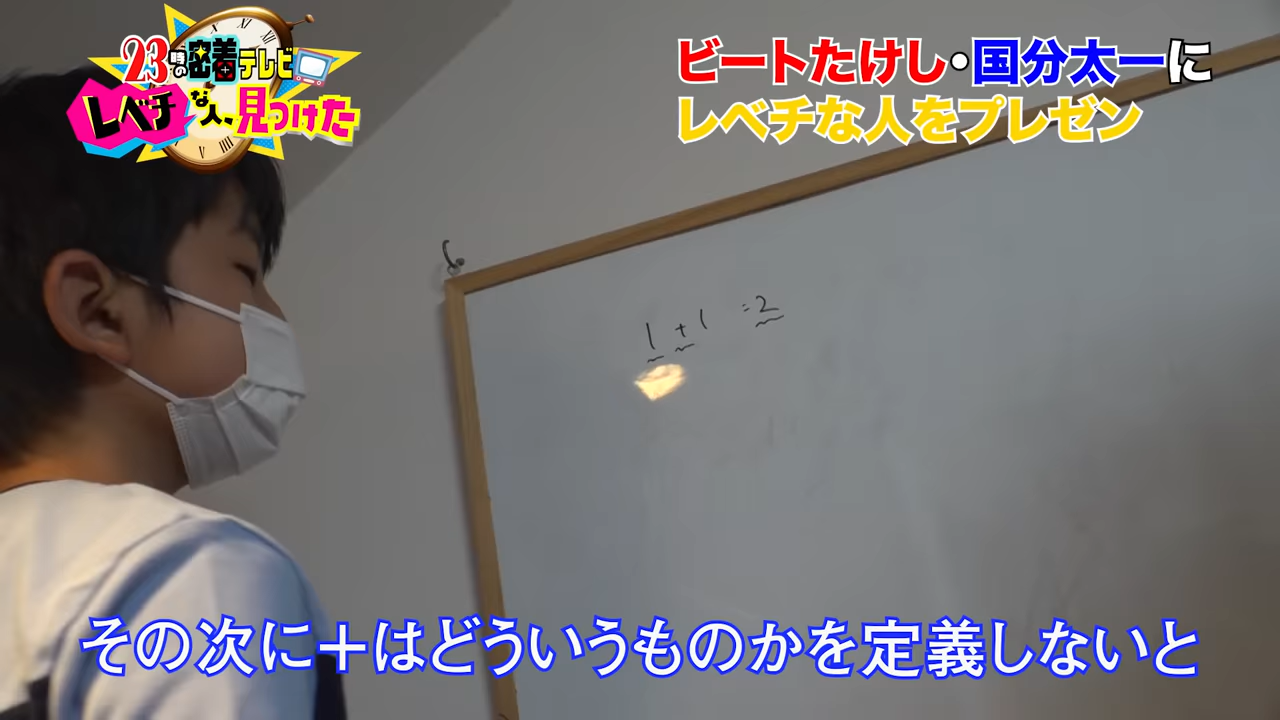 23時の密着テレビ
レベチな人、見つけた
ビートたけし・国分太一に
レベチな人をプレゼン
1+1 =2
その次に＋はどういうものかを定義しないと